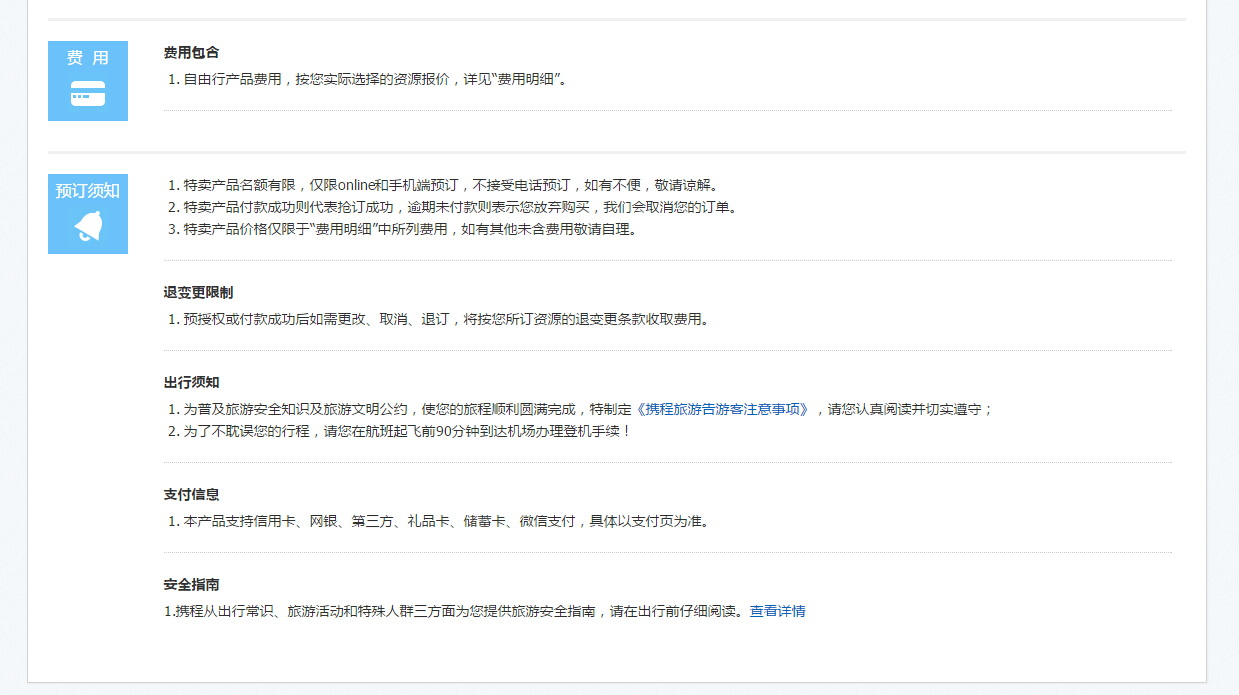 费 用
费用包含
1. 自由行产品费用，按您实际选择的资源报价，详见“费用明细”。
预订须知
1. 特卖产品名额有限，仅限online和手机端预订，不接受电话预订，如有不便，敬请谅解。
2. 特卖产品付款成功则代表抢订成功，逾期未付款则表示您放弃购买，我们会取消您的订单。
3. 特卖产品价格仅限于“费用明细”中所列费用，如有其他未含费用敬请自理。
退变更限制
1. 预授权或付款成功后如需更改、取消、退订，将按您所订资源的退变更条款收取费用。
出行须知
1. 为普及旅游安全知识及旅游文明公约，使您的旅程顺利圆满完成，特制定《携程旅游告游客注意事项》，请您认真阅读并切实遵守；
2. 为了不耽误您的行程，请您在航班起飞前90分钟到达机场办理登机手续！
支付信息
1. 本产品支持信用卡、网银、第三方、礼品卡、储蓄卡、微信支付，具体以支付页为准。
安全指南
1.携程从出行常识、旅游活动和特殊人群三方面为您提供旅游安全指南，请在出行前仔细阅读。查看详情